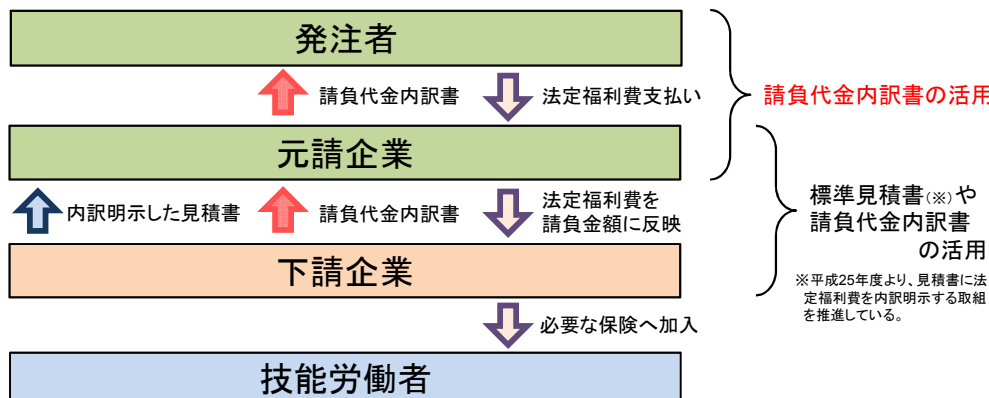 発注者
請負代金内訳書
法定福利費支払い
請負代金内訳書の活用
元請企業
内訳明示した見積書
請負代金内訳書
法定福利費を
請負金額に反映
標準見積書(※)や
請負代金内訳書
の活用
※平成25年度より、見積書に法
定福利費を内訳明示する取組
を推進している。
下請企業
必要な保険へ加入
技能労働者